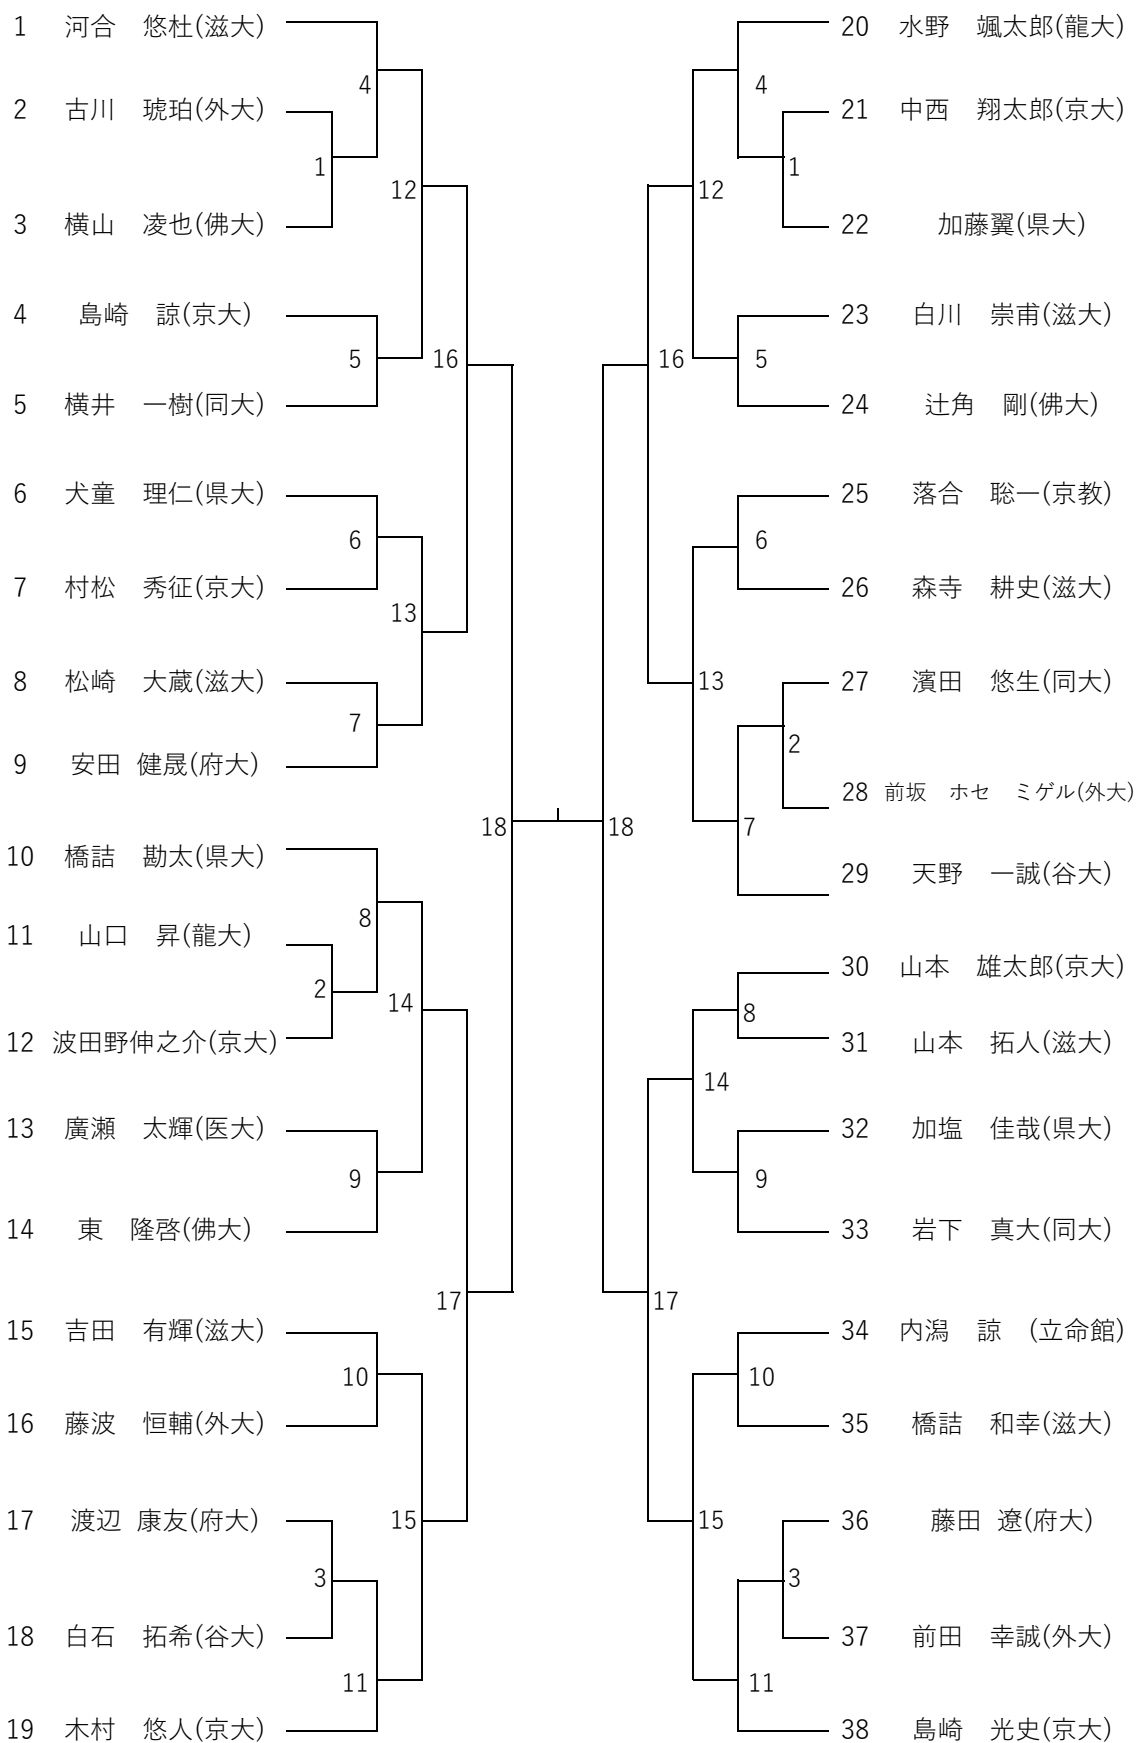 1 河合　悠杜(滋大)
2 古川　琥珀(外大)
3 横山　凌也(佛大)
4 島崎　諒(京大)
5 横井　一樹(同大)
6 犬童　理仁(県大)
7 村松　秀征(京大)
8 松崎　大蔵(滋大)
9 安田 健晟(府大)
10 橋詰　勘太(県大)
11 山口　昇(龍大)
12 波田野伸之介(京大)
13 廣瀬　太輝(医大)
14 東　隆啓(佛大)
15 吉田　有輝(滋大)
16 藤波　恒輔(外大)
17 渡辺 康友(府大)
18 白石　拓希(谷大)
19 木村　悠人(京大)
4
1
12
5
16
6
13
7
18
8
2
14
9
17
10
15
3
11
4
1
12
16
5
6
13
2
18
7
8
14
9
17
10
15
3
11
20 水野　颯太郎(龍大)
21 中西　翔太郎(京大)
22 加藤翼(県大)
23 白川　崇甫(滋大)
24 辻角　剛(佛大)
25 落合　聡一(京教)
26 森寺　耕史(滋大)
27 濱田　悠生(同大)
28 前坂　ホセ　ミゲル(外大)
29 天野　一誠(谷大)
30 山本　雄太郎(京大)
31 山本　拓人(滋大)
32 加塩　佳哉(県大)
33 岩下　真大(同大)
34 内潟　諒　(立命館)
35 橋詰　和幸(滋大)
36 藤田 遼(府大)
37 前田　幸誠(外大)
38 島崎　光史(京大)